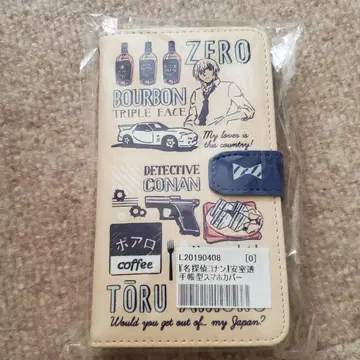 ZERO
BOURBON
TRIPLE FACE
My lover is
the country!
DETECTIVE
CONAN
ポアロ
coffee
L20190408 [0]
『名探偵コナン』安室透
手帳型スマホカバー
TŌRU
Would you get out of... my Japan?